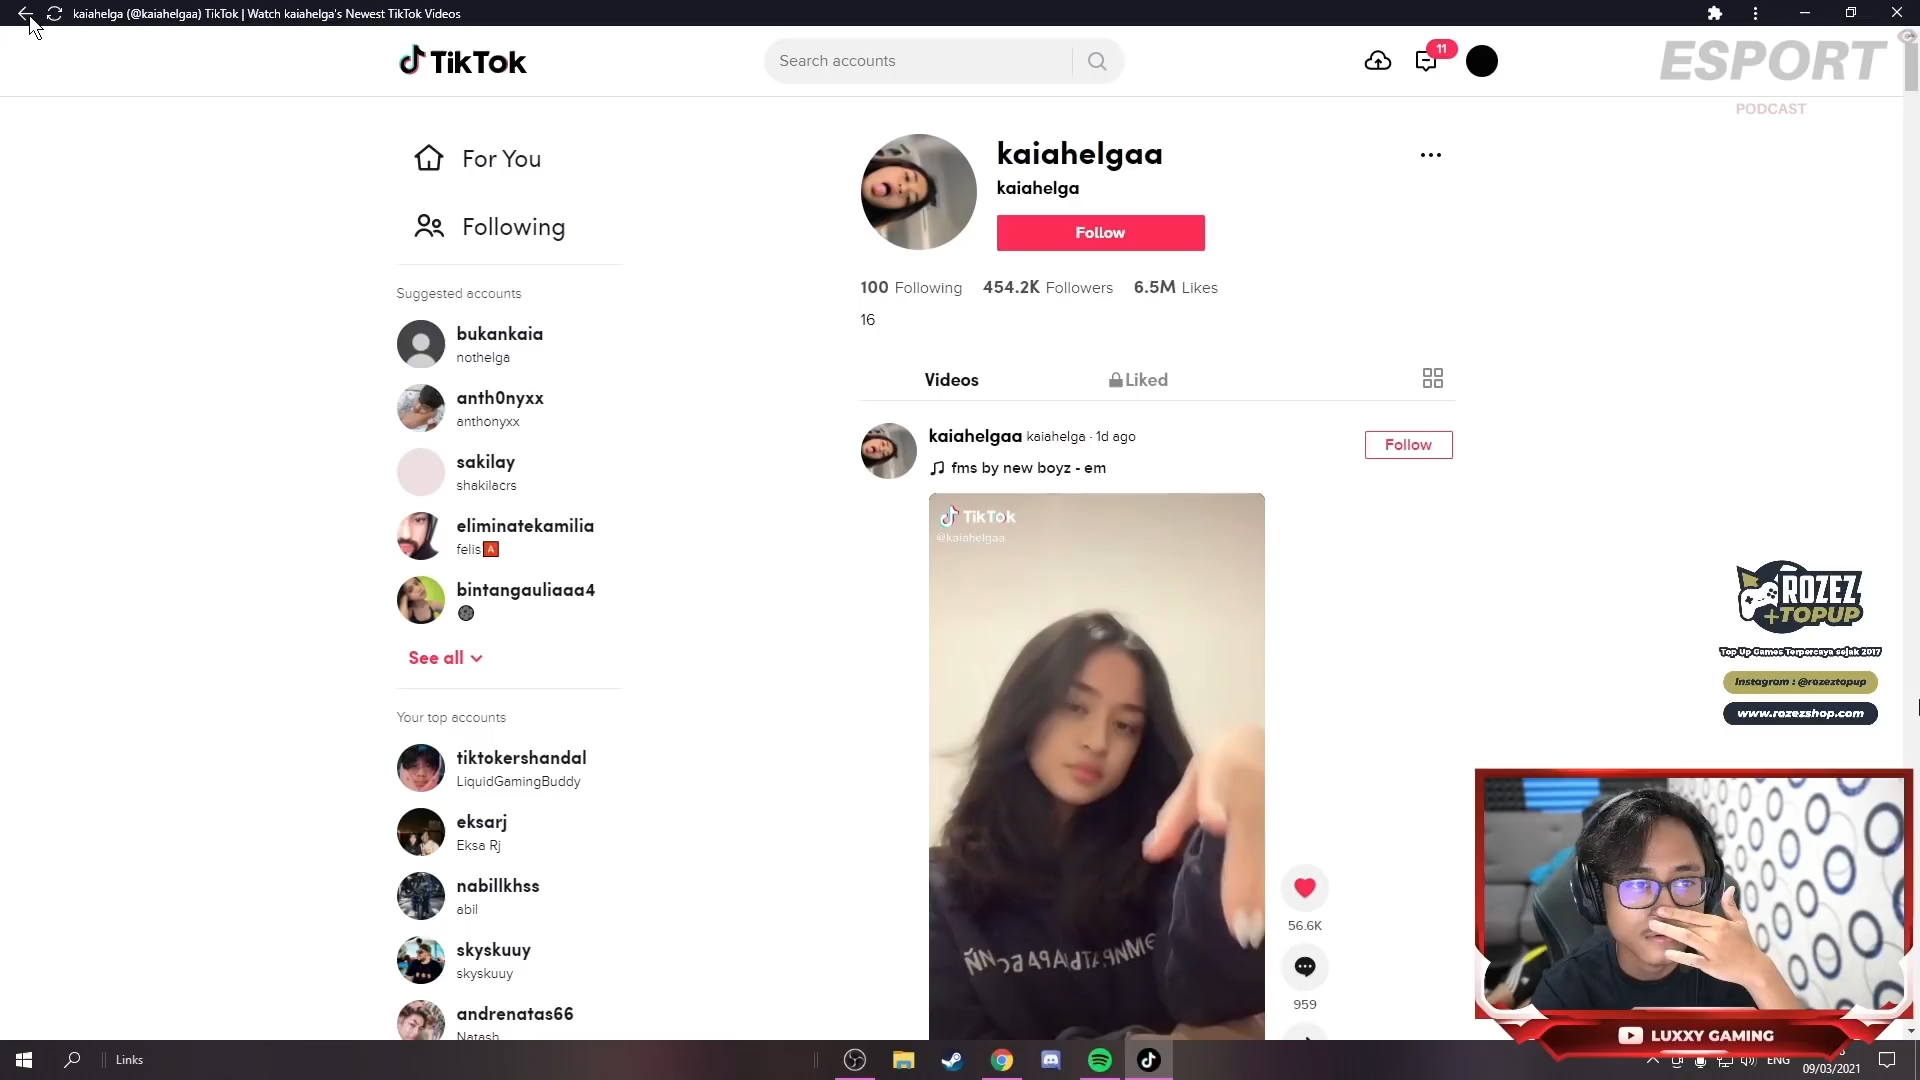 kaiahelga (@kaiahelgaa) TikTok | Watch kaiahelga's Newest TikTok Videos
TikTok
Search accounts
11
ESPORT
PODCAST
For You
Following
Suggested accounts
bukankaia
nothelga
anth0nyxx
anthonyxx
sakilay
shakilacrs
eliminatekamilia
felis A
bintangauliaaa4
See all
Your top accounts
tiktokershandal
LiquidGamingBuddy
eksarj
Eksa Rj
nabillkhss
abil
skyskuuy
skyskuuy
andrenatas66
Natash
kaiahelgaa
kaiahelga
Follow
100 Following 454.2K Followers 6.5M Likes
16
Videos
Liked
kaiahelgaa kaiahelga · 1d ago
Follow
fms by new boyz - em
TikTok
@kaiahelgaa
56.6K
959
ROZEZ
+TOPUP
Top Up Games Terpercaya sejak 2017
Instagram : @rozeztopup
www.rozezshop.com
LUXXY GAMING
Links
ENG
09/03/2021